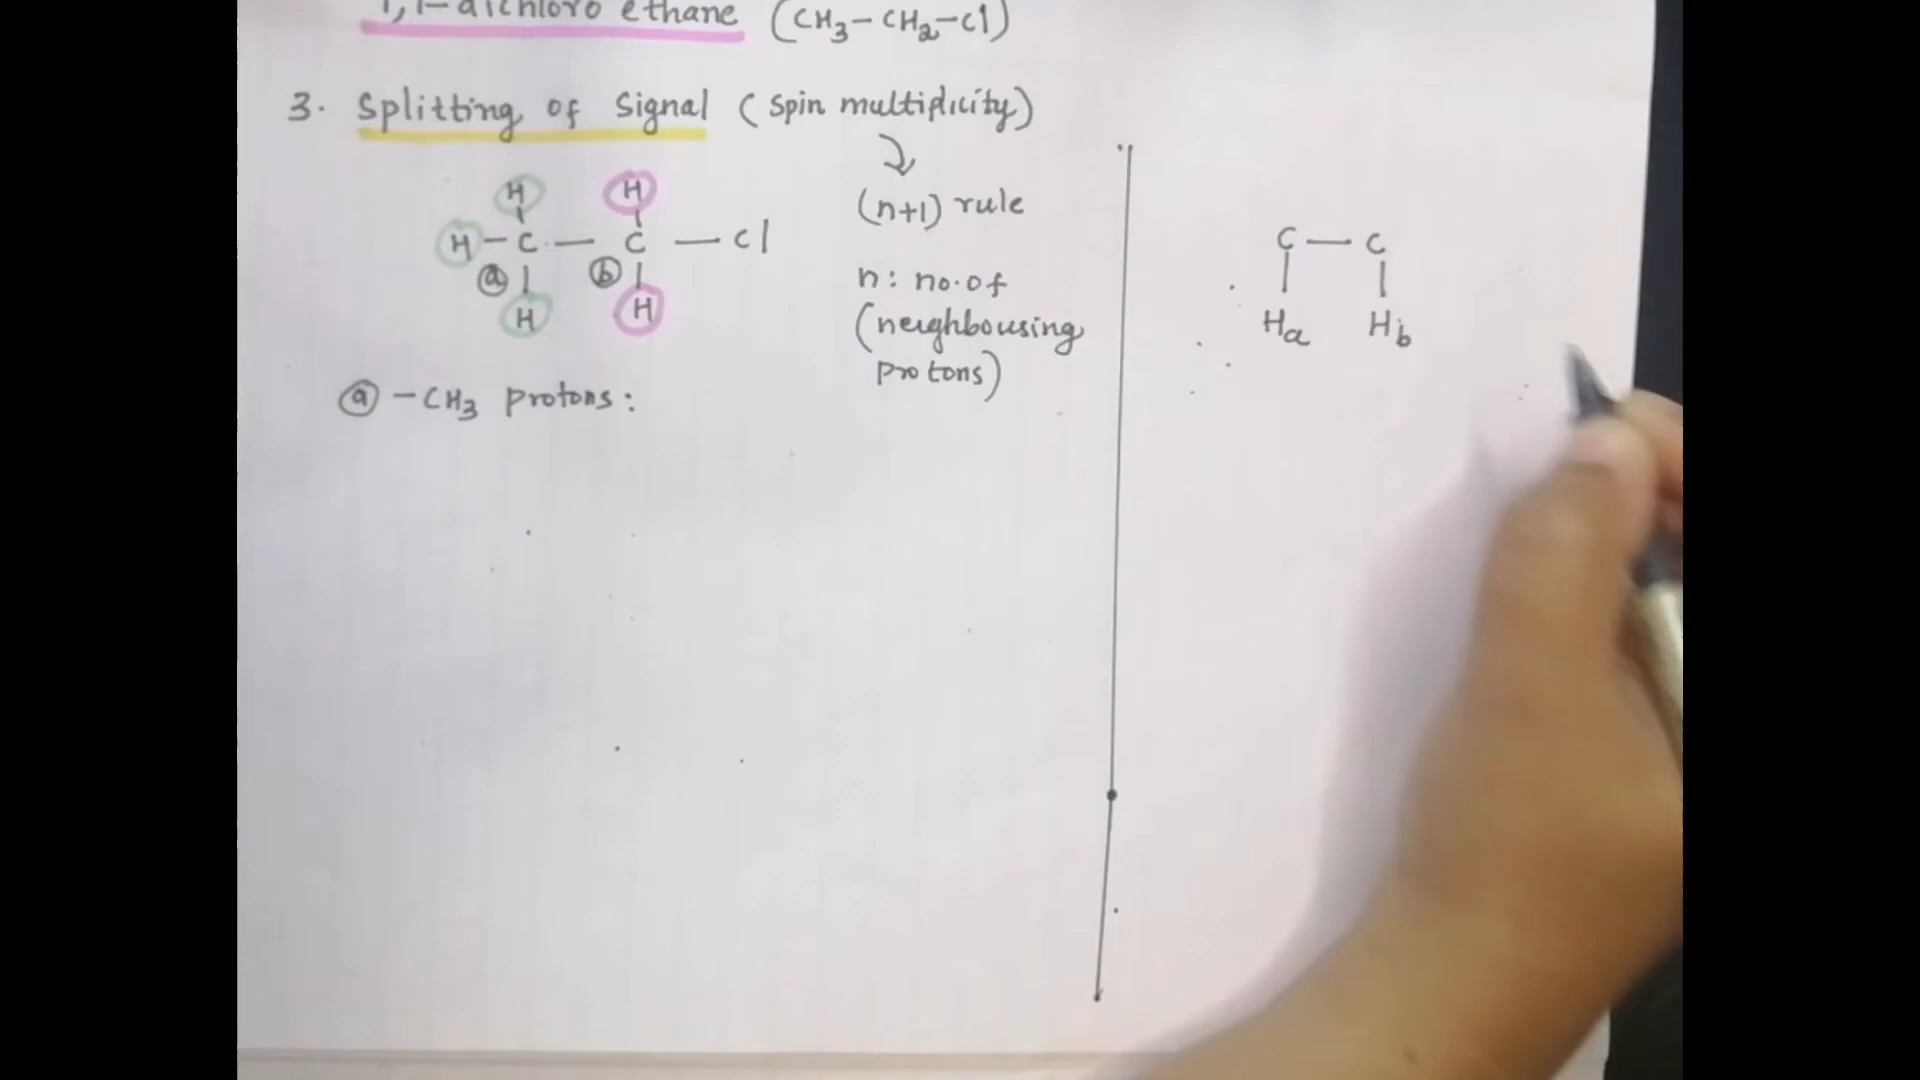 1,1-dichloro ethane (CH3-CH2-Cl)
3. Splitting of Signal (Spin multiplicity)
(n+1) rule
n: no. of
(neighbousing
protons)
H H
H-C-C-Cl
a b
H H
a -CH3 protons:
C-C
Ha Hb